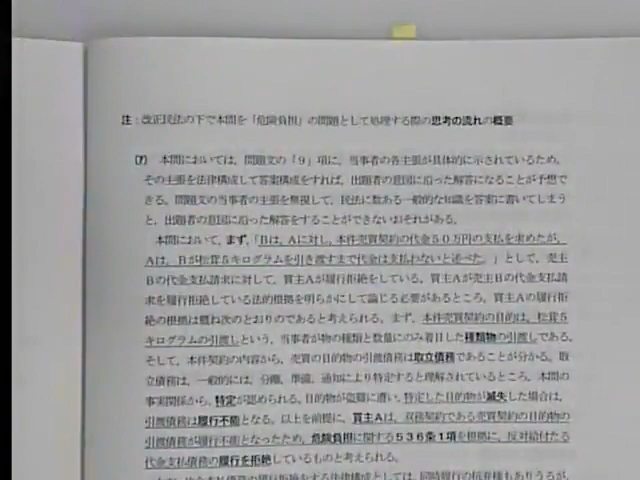 注：改正民法の下で本問を「危険負担」の問題として処理する際の思考の流れの概要
(ｱ) 本問においては，問題文の「９」項に，当事者の各主張が具体的に示されているため，
その主張を法律構成して答案構成をすれば，出題者の意図に沿った解答になることが予想で
きる。問題文の当事者の主張を無視して，民法に数ある一般的な知識を答案に書いてしまう
と，出題者の意図に沿った解答をすることができないおそれがある。
本問において，まず，「Ｂは，Ａに対し，本件売買契約の代金５０万円の支払を求めたが，
Ａは，Ｂが松茸５キログラムを引き渡すまで代金は支払わないと述べた。」として，売主
Ｂの代金支払請求に対して，買主Ａが履行拒絶をしている。買主Ａが売主Ｂの代金支払請
求を履行拒絶している法的根拠を明らかにして論じる必要があるところ，買主Ａの履行拒
絶の根拠は概ね次のとおりのであると考えられる。まず，本件売買契約の目的は，松茸５
キログラムの引渡しという，当事者が物の種類と数量にのみ着目した種類物の引渡しである。
そして，本件契約の内容から，売買の目的物の引渡債務は取立債務であることが分かる。取
立債務は，一般的には，分離，準備，通知により特定すると理解されているところ，本問の
事実関係から，特定が認められる。目的物が盗難に遭い，特定した目的物が滅失した場合は，
引渡債務は履行不能となる。以上を前提に，買主Ａは，双務契約である売買契約の目的物の
引渡債務が履行不能となったため，危険負担に関する５３６条１項を根拠に，反対給付たる
代金支払債務の履行を拒絶しているものと考えられる。